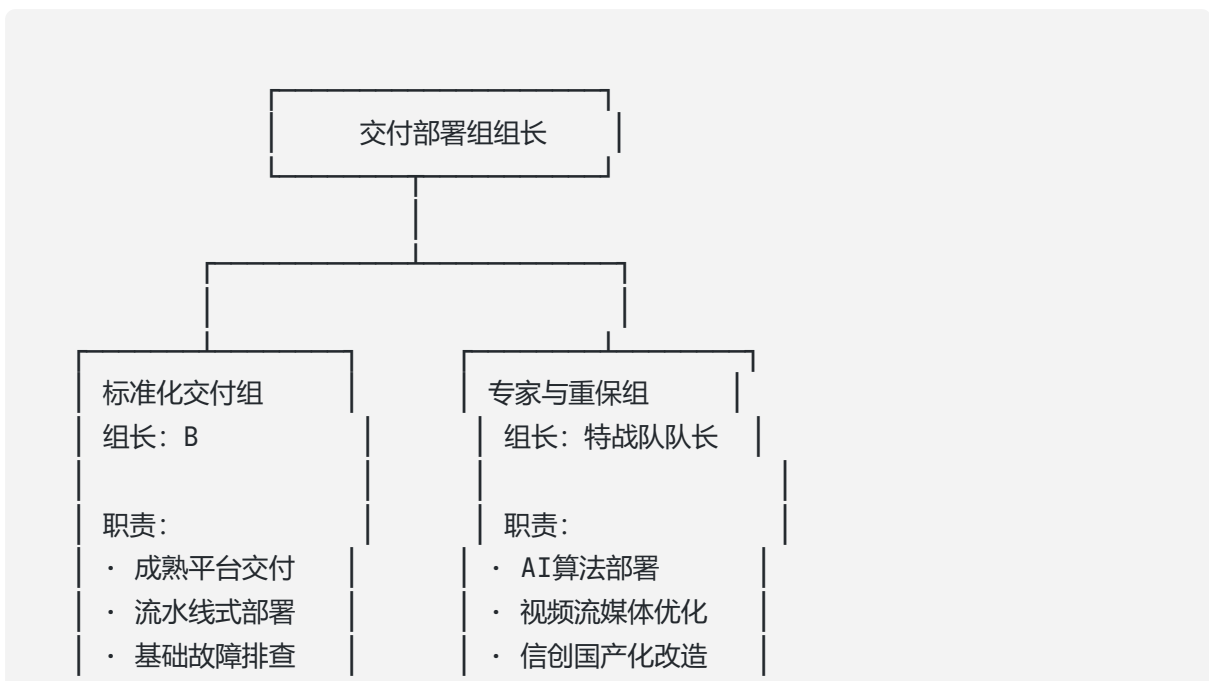 交付部署组组长
标准化交付组
组长：B
职责：
· 成熟平台交付
· 流水线式部署
· 基础故障排查
专家与重保组
组长：特战队队长
职责：
· AI算法部署
· 视频流媒体优化
· 信创国产化改造